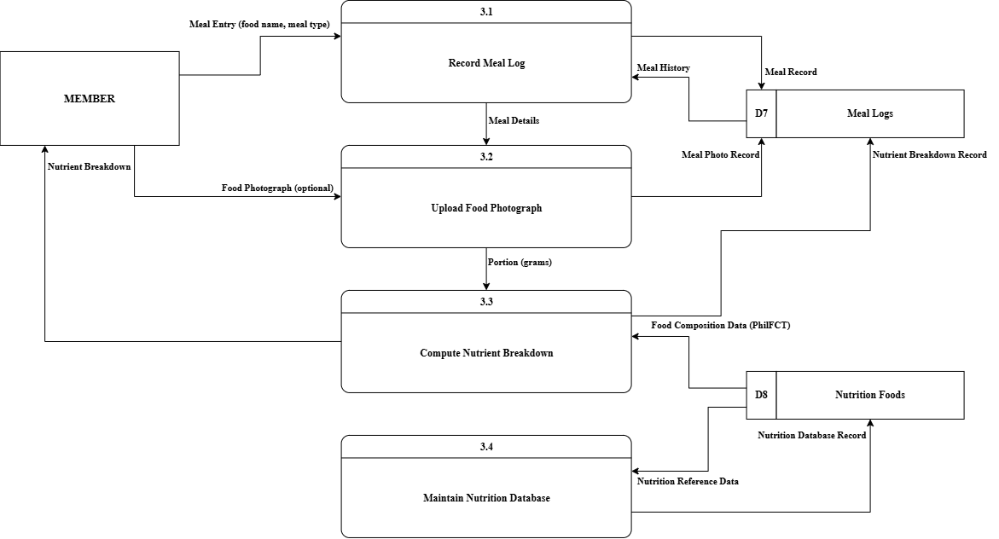 3.1
Meal Entry (food name, meal type)
Record Meal Log
Meal History
Meal Record
MEMBER
D7
Meal Logs
Meal Details
3.2
Meal Photo Record
Nutrient Breakdown Record
Nutrient Breakdown
Food Photograph (optional)
Upload Food Photograph
Portion (grams)
3.3
Food Composition Data (PhilFCT)
Compute Nutrient Breakdown
D8
Nutrition Foods
Nutrition Database Record
3.4
Nutrition Reference Data
Maintain Nutrition Database